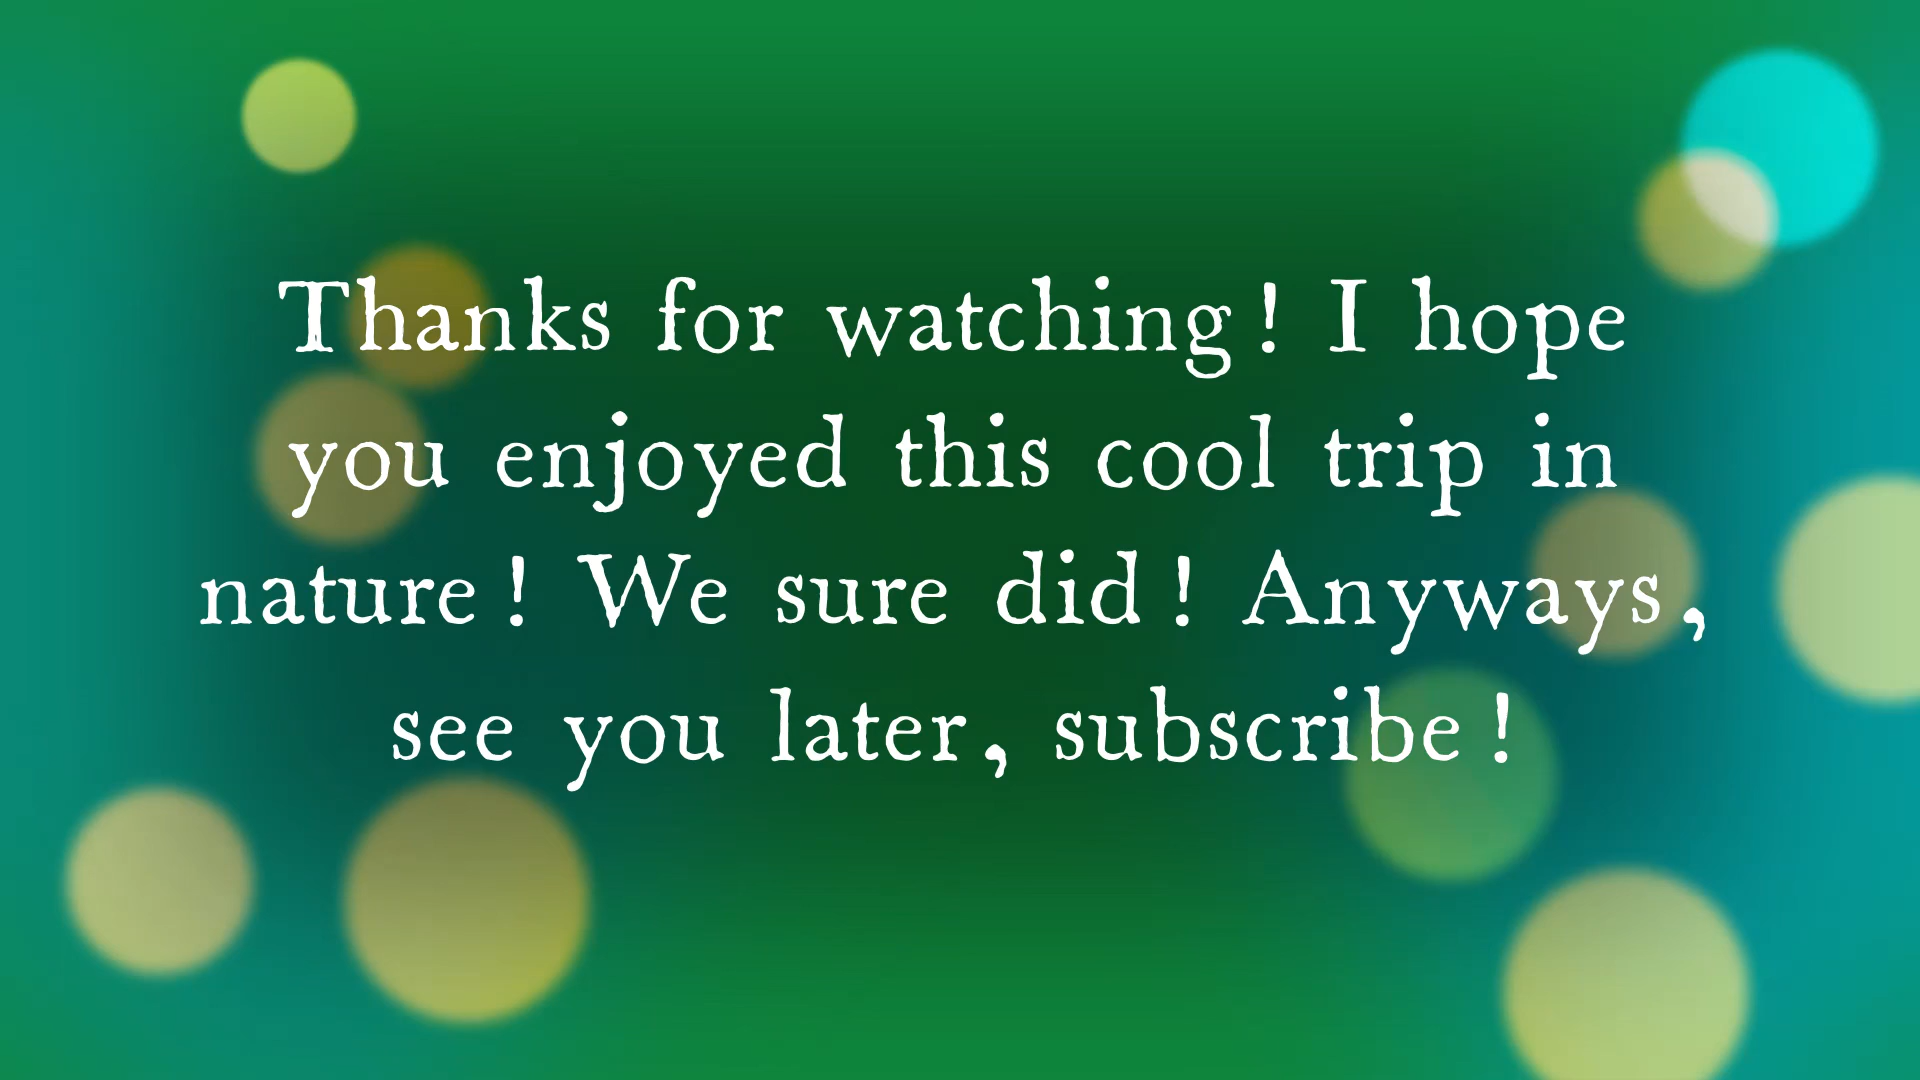 Thanks for watching! I hope
you enjoyed this cool trip in
nature! We sure did! Anyways,
see you later, subscribe!